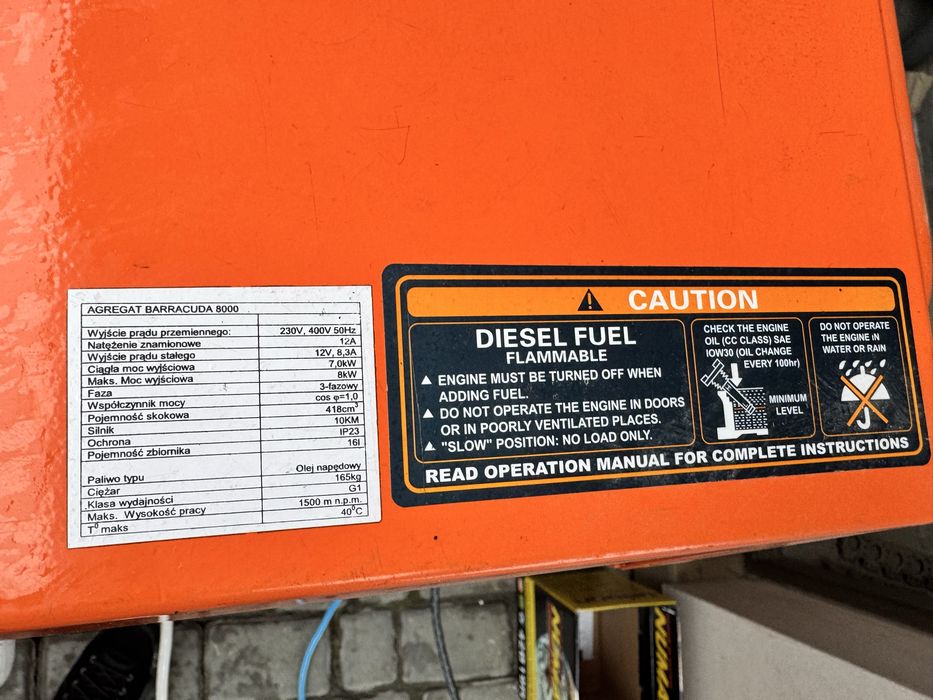 AGREGAT BARRACUDA 8000
Wyjście prądu przemiennego: 230V, 400V 50Hz
Natężenie znamionowe 12A
Wyjście prądu stałego 12V, 8,3A
Ciągła moc wyjściowa 7,0kW
Maks. Moc wyjściowa 8kW
Faza 3-fazowy
Współczynnik mocy cos φ=1,0
Pojemność skokowa 418cm³
Silnik 10KM
Ochrona IP23
Pojemność zbiornika 16l
Paliwo typu Olej napędowy
Ciężar 165kg
Klasa wydajności G1
Maks. Wysokość pracy 1500 m n.p.m.
T⁰ maks 40⁰C
CAUTION
DIESEL FUEL
FLAMMABLE
ENGINE MUST BE TURNED OFF WHEN
ADDING FUEL.
DO NOT OPERATE THE ENGINE IN DOORS
OR IN POORLY VENTILATED PLACES.
"SLOW" POSITION: NO LOAD ONLY.
CHECK THE ENGINE
OIL (CC CLASS) SAE
IOW30 (OIL CHANGE
EVERY 100hr)
MINIMUM
LEVEL
DO NOT OPERATE
THE ENGINE IN
WATER OR RAIN
READ OPERATION MANUAL FOR COMPLETE INSTRUCTIONS